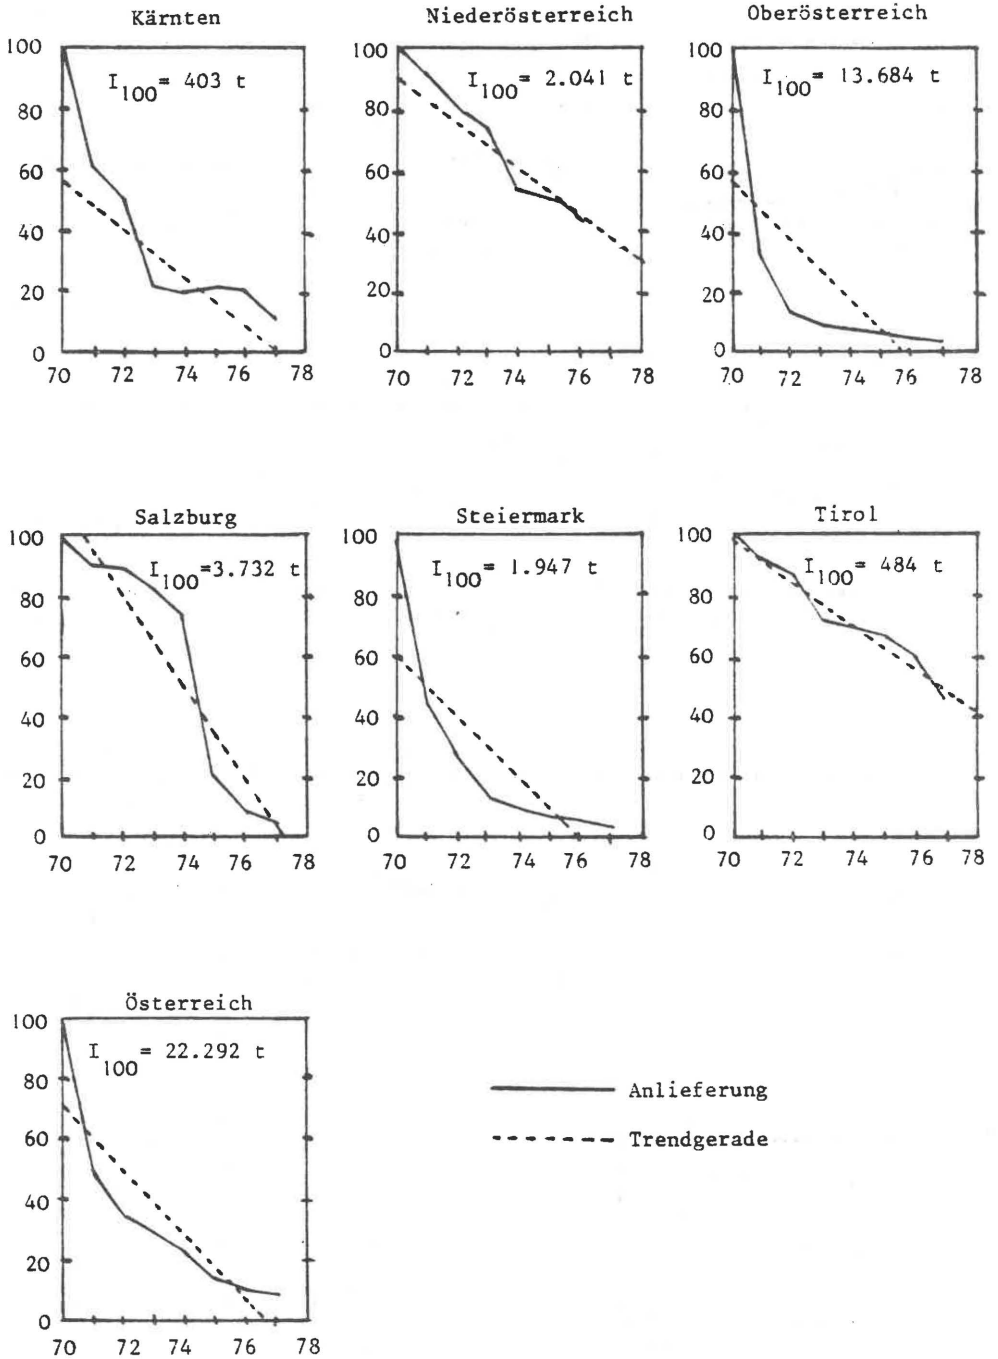 Kärnten
I100= 403 t
100
80
60
40
20
0
70 72 74 76 78
Niederösterreich
I100= 2.041 t
100
80
60
40
20
0
70 72 74 76 78
Oberösterreich
I100= 13.684 t
100
80
60
40
20
0
70 72 74 76 78
Salzburg
I100=3.732 t
100
80
60
40
20
0
70 72 74 76 78
Steiermark
I100= 1.947 t
100
80
60
40
20
0
70 72 74 76 78
Tirol
I100= 484 t
100
80
60
40
20
0
70 72 74 76 78
Österreich
I100= 22.292 t
100
80
60
40
20
0
70 72 74 76 78
Anlieferung
Trendgerade